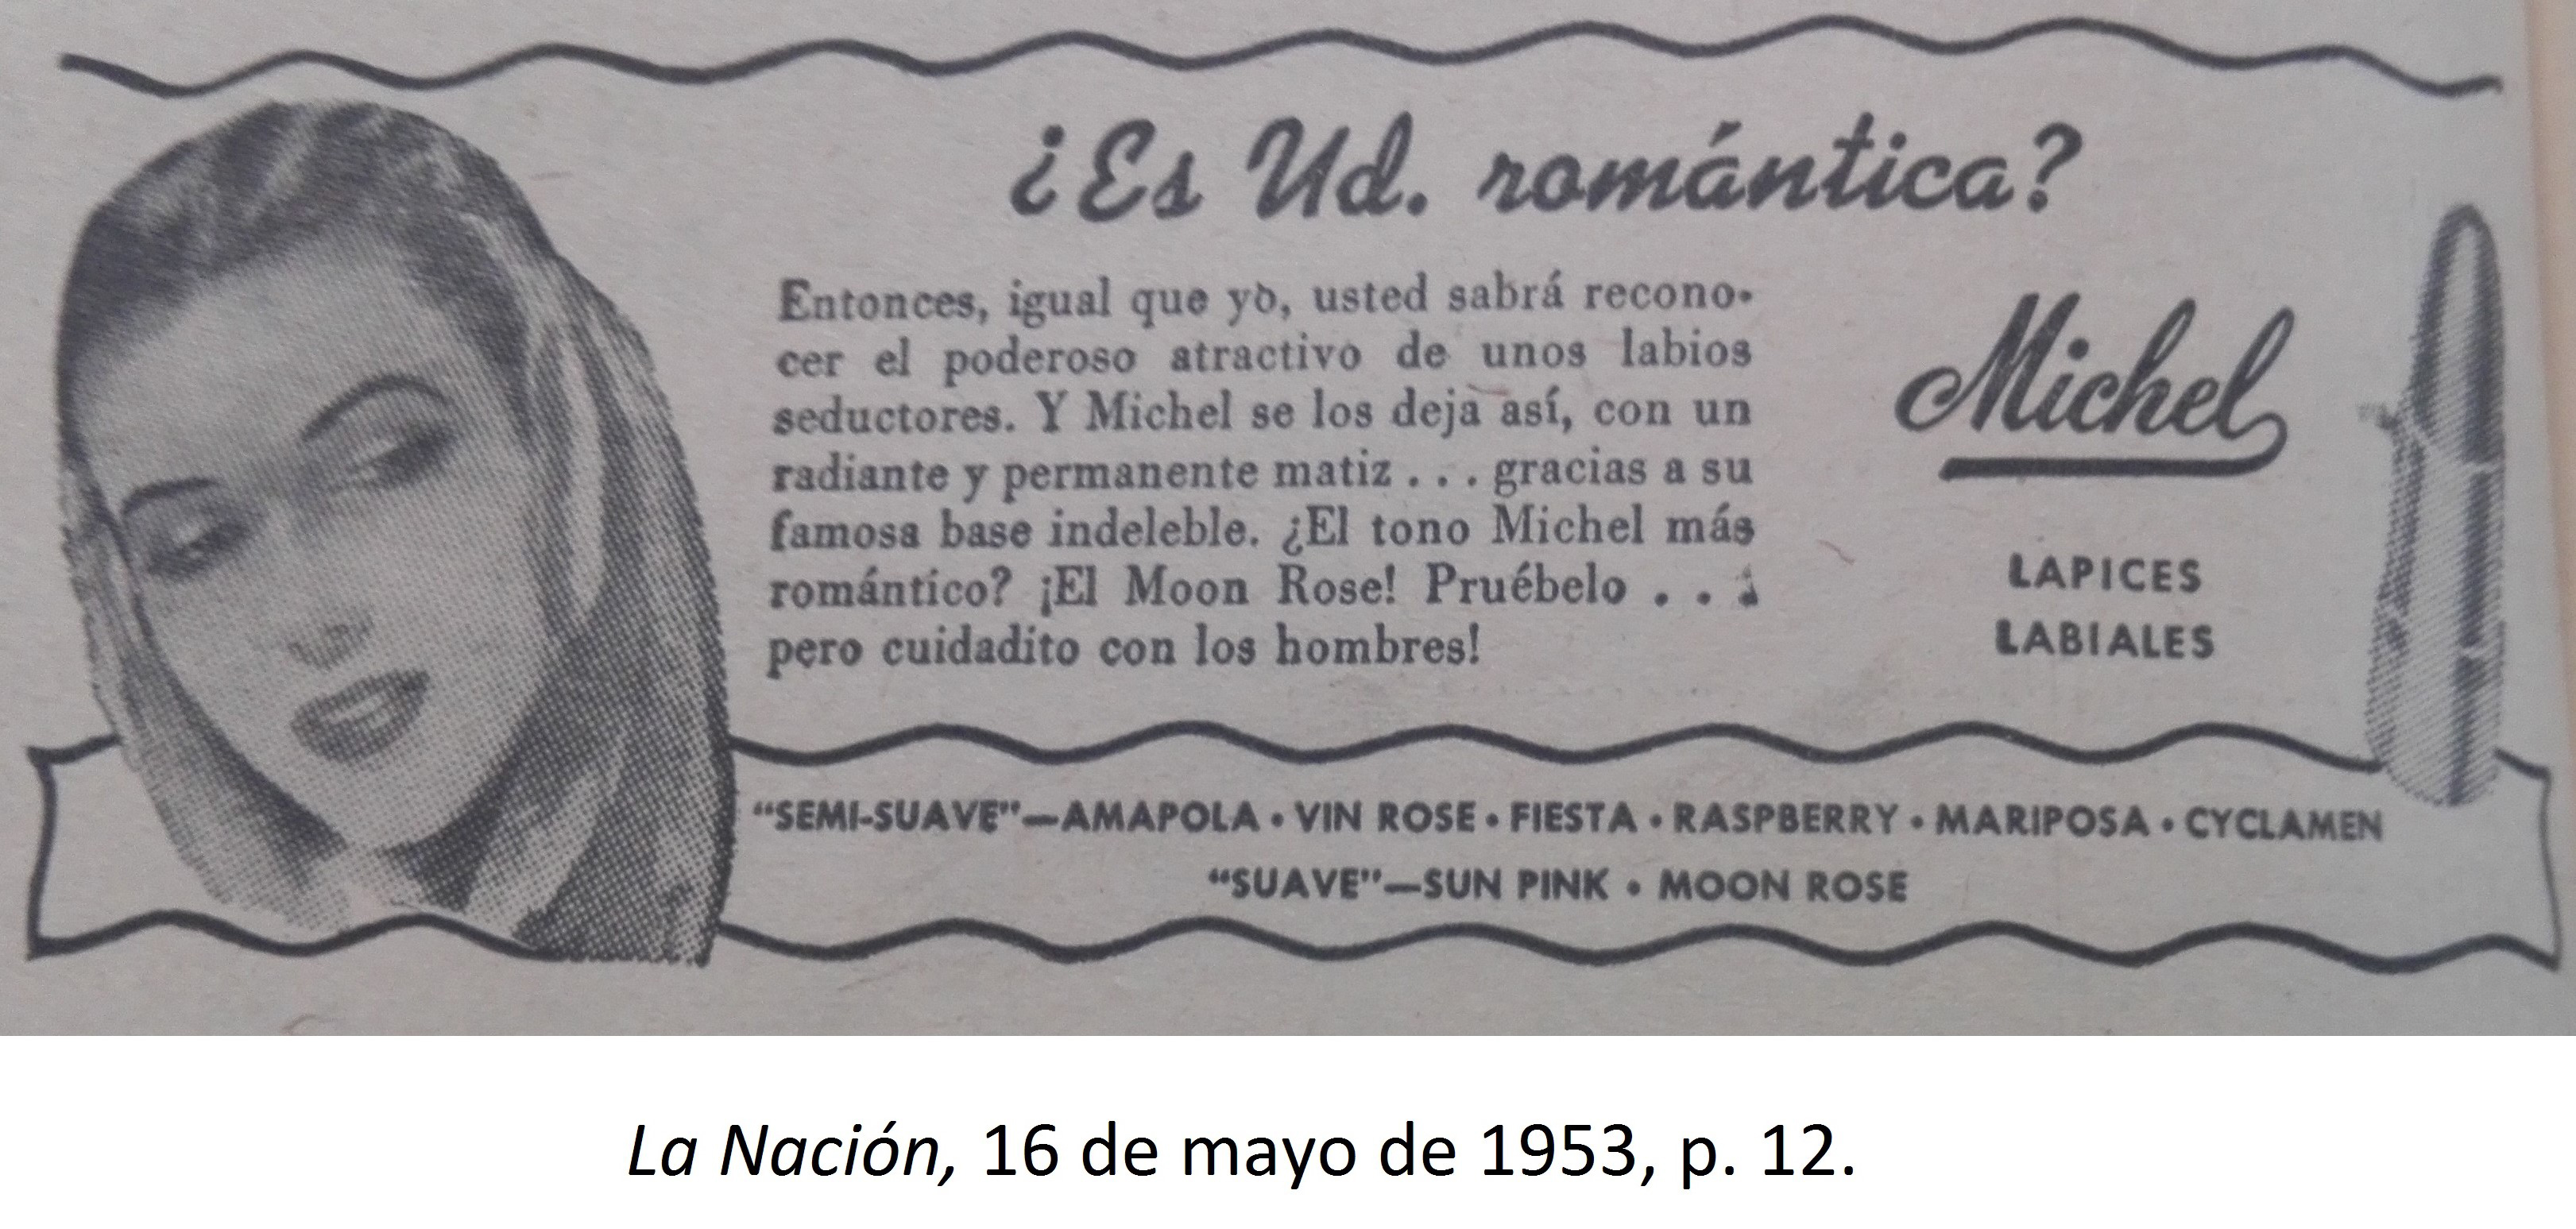 ¿Es Ud. romántica?
Entonces, igual que yo, usted sabrá recono-
cer el poderoso atractivo de unos labios
seductores. Y Michel se los deja así, con un
radiante y permanente matiz . . . gracias a su
famosa base indeleble. ¿El tono Michel más
romántico? ¡El Moon Rose! Pruébelo . . .
pero cuidadito con los hombres!
Michel
LAPICES
LABIALES
“SEMI-SUAVE”—AMAPOLA • VIN ROSE • FIESTA • RASPBERRY • MARIPOSA • CYCLAMEN
“SUAVE”—SUN PINK • MOON ROSE
La Nación, 16 de mayo de 1953, p. 12.